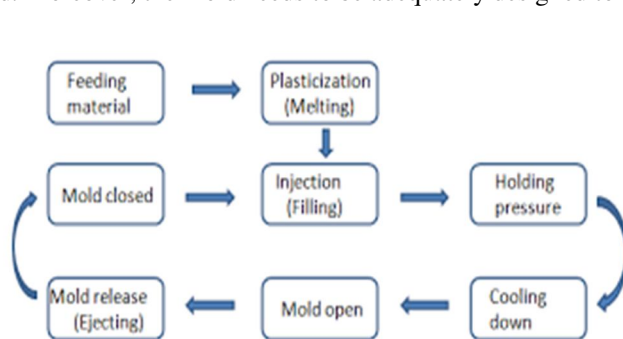 Feeding
material
Plasticization
(Melting)
Mold closed
Injection
(Filling)
Holding
pressure
Mold release
(Ejecting)
Mold open
Cooling
down